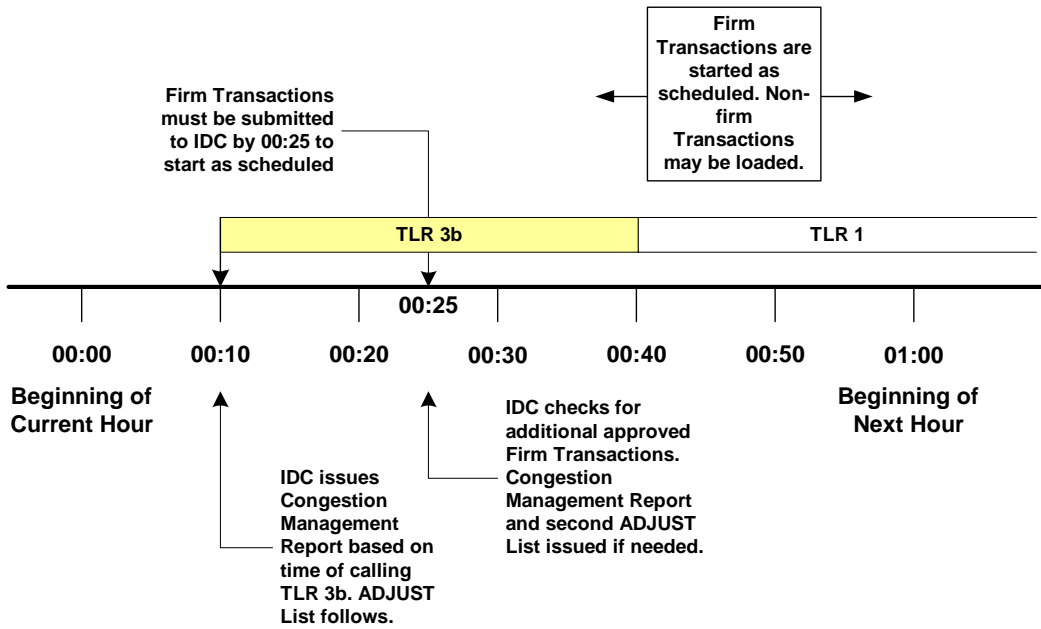 Firm
Transactions are
started as
scheduled. Non-
firm
Transactions
may be loaded.
Firm Transactions
must be submitted
to IDC by 00:25 to
start as scheduled
TLR 3b
TLR 1
00:25
00:00
00:10
00:20
00:30
00:40
00:50
01:00
Beginning of
Current Hour
Beginning of
Next Hour
IDC issues
Congestion
Management
Report based on
time of calling
TLR 3b. ADJUST
List follows.
IDC checks for
additional approved
Firm Transactions.
Congestion
Management Report
and second ADJUST
List issued if needed.